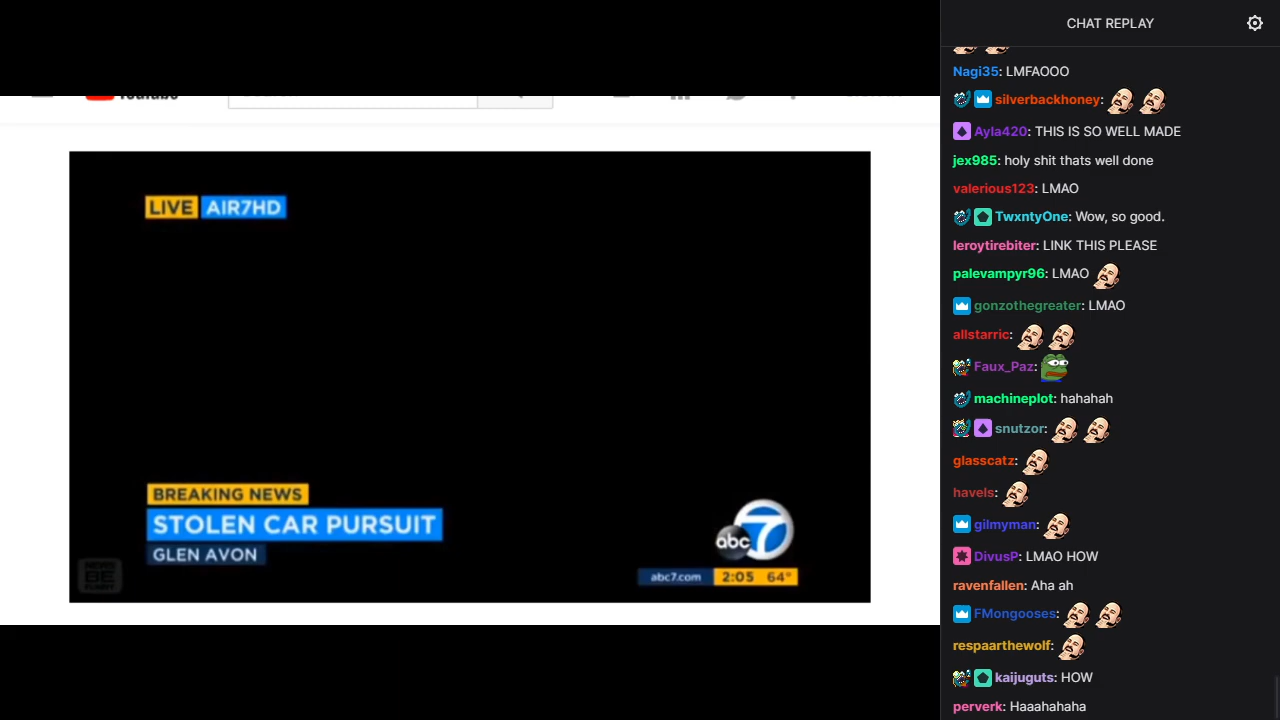 YouTube
LIVE AIR7HD
BREAKING NEWS
STOLEN CAR PURSUIT
GLEN AVON
abc 7
abc7.com 2:05 64°
CHAT REPLAY
Nagi35: LMFAOOO
silverbackhoney:
Ayla420: THIS IS SO WELL MADE
jex985: holy shit thats well done
valerious123: LMAO
TwxntyOne: Wow, so good.
leroytirebiter: LINK THIS PLEASE
palevampyr96: LMAO
gonzothegreater: LMAO
allstarric:
Faux_Paz:
machineplot: hahahah
snutzor:
glasscatz:
havels:
gilmyman:
DivusP: LMAO HOW
ravenfallen: Aha ah
FMongooses:
respaarthewolf:
kaijuguts: HOW
perverk: Haaahahaha